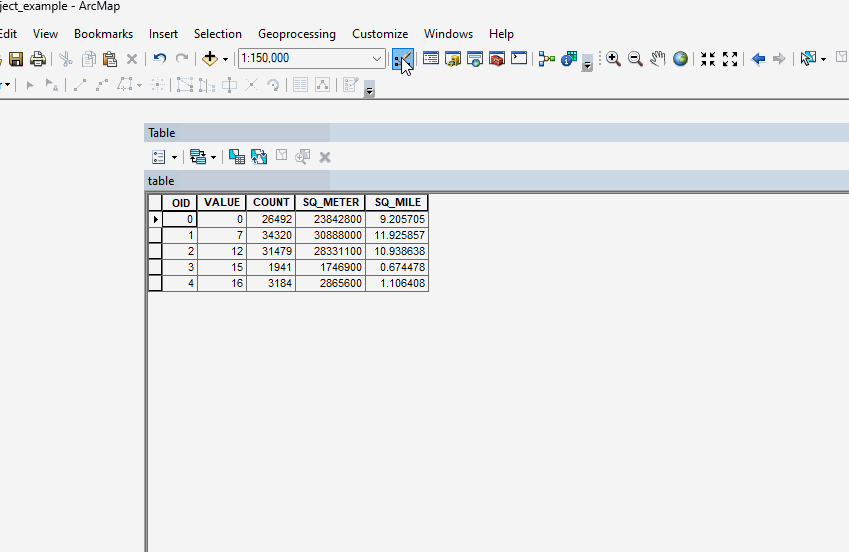 ject_example - ArcMap
Edit View Bookmarks Insert Selection Geoprocessing Customize Windows Help
1:150,000
Table
table
OID VALUE COUNT SQ_METER SQ_MILE
0 0 26492 23842800 9.205705
1 7 34320 30888000 11.925857
2 12 31479 28331100 10.938638
3 15 1941 1746900 0.674478
4 16 3184 2865600 1.106408